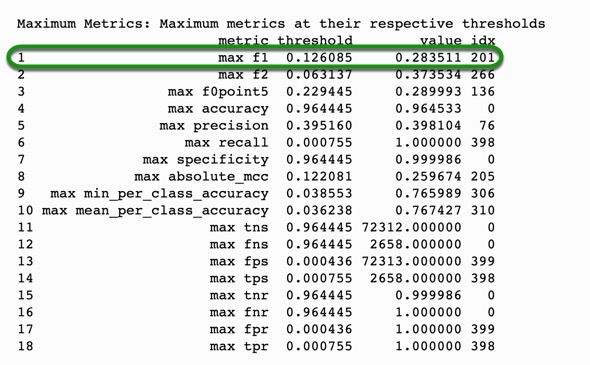 Maximum Metrics: Maximum metrics at their respective thresholds
metric threshold value idx
1 max f1 0.126085 0.283511 201
2 max f2 0.063137 0.373534 266
3 max f0point5 0.229445 0.289993 136
4 max accuracy 0.964445 0.964533 0
5 max precision 0.395160 0.398104 76
6 max recall 0.000755 1.000000 398
7 max specificity 0.964445 0.999986 0
8 max absolute_mcc 0.122081 0.259674 205
9 max min_per_class_accuracy 0.038553 0.765989 306
10 max mean_per_class_accuracy 0.036238 0.767427 310
11 max tns 0.964445 72312.000000 0
12 max fns 0.964445 2658.000000 0
13 max fps 0.000436 72313.000000 399
14 max tps 0.000755 2658.000000 398
15 max tnr 0.964445 0.999986 0
16 max fnr 0.964445 1.000000 0
17 max fpr 0.000436 1.000000 399
18 max tpr 0.000755 1.000000 398